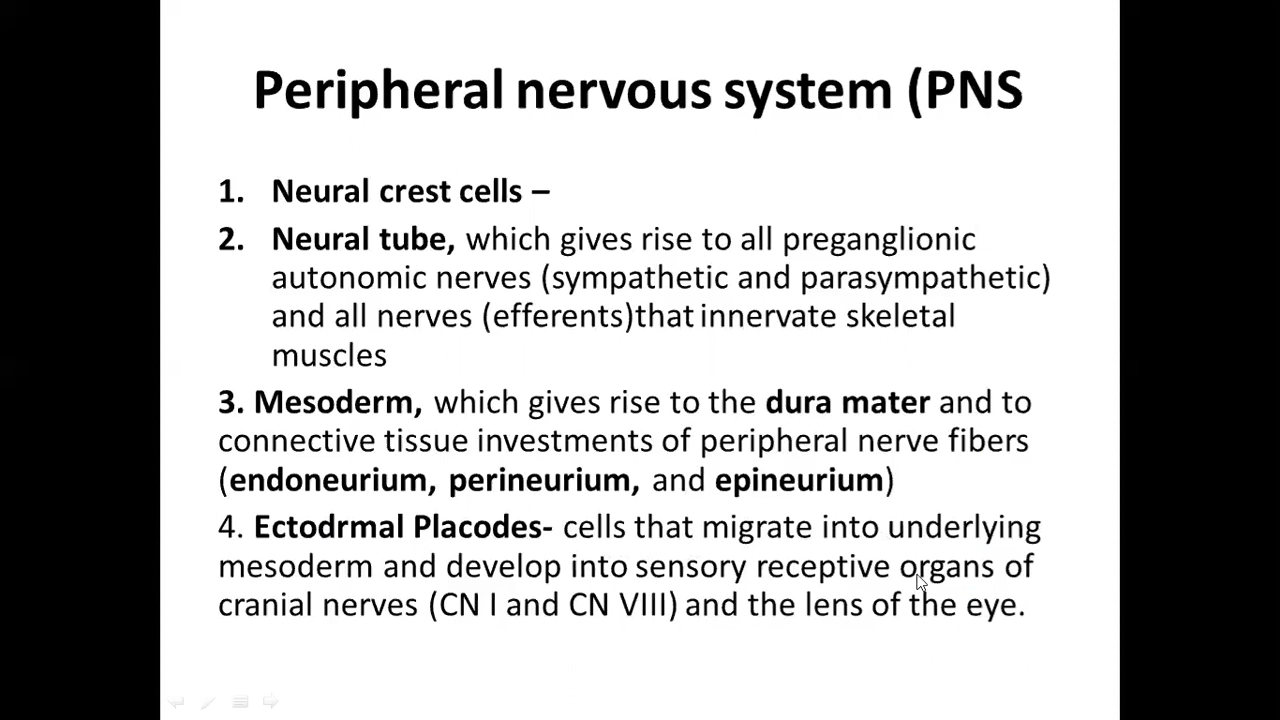 Peripheral nervous system (PNS
1. Neural crest cells –
2. Neural tube, which gives rise to all preganglionic
autonomic nerves (sympathetic and parasympathetic)
and all nerves (efferents)that innervate skeletal
muscles
3. Mesoderm, which gives rise to the dura mater and to
connective tissue investments of peripheral nerve fibers
(endoneurium, perineurium, and epineurium)
4. Ectodrmal Placodes- cells that migrate into underlying
mesoderm and develop into sensory receptive organs of
cranial nerves (CN I and CN VIII) and the lens of the eye.